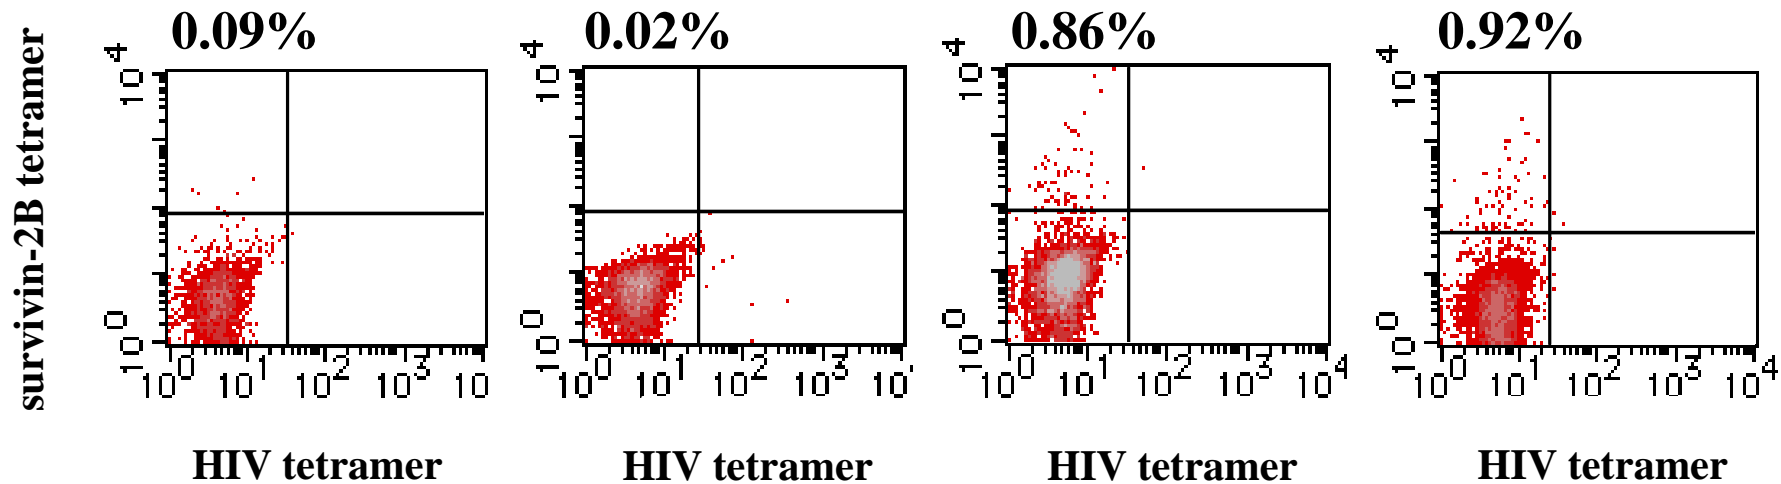 0.09% 0.02% 0.86% 0.92%
survivin-2B tetramer
10^4 10^4 10^4 10^4
10^0 10^0 10^0 10^0
10^0 10^1 10^2 10^3 10 10^0 10^1 10^2 10^3 10 10^0 10^1 10^2 10^3 10^4 10^0 10^1 10^2 10^3 10^4
HIV tetramer HIV tetramer HIV tetramer HIV tetramer